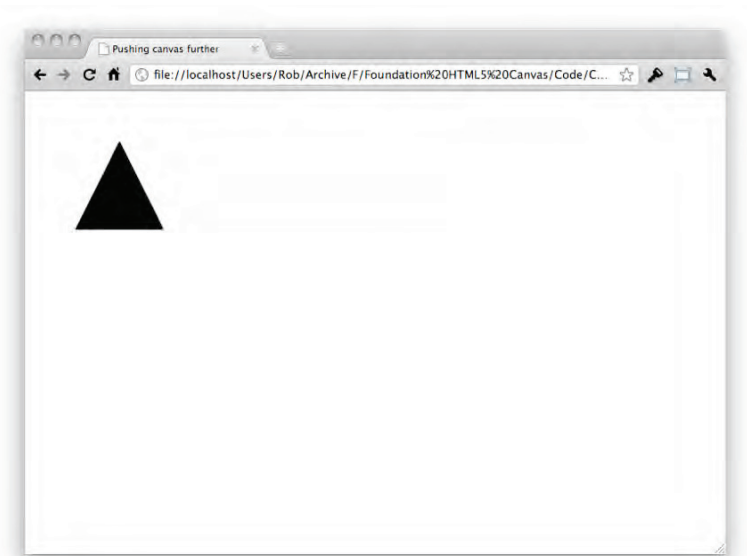 Pushing canvas further
file://localhost/Users/Rob/Archive/F/Foundation%20HTML5%20Canvas/Code/C...